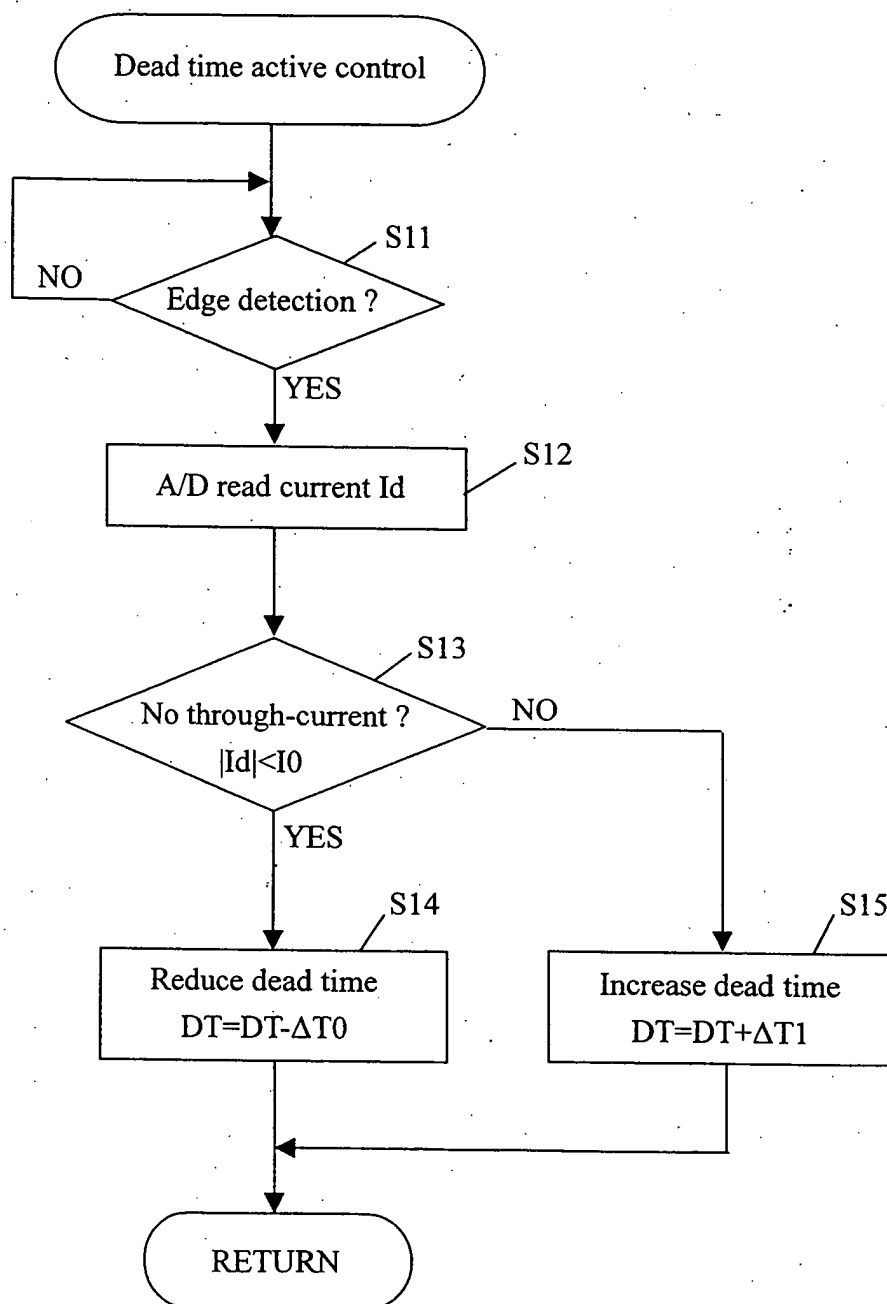 Dead time active control
S11
NO
Edge detection ?
YES
S12
A/D read current Id
S13
No through-current ?
NO
|Id|<I0
YES
S14
S15
Reduce dead time
DT=DT-ΔT0
Increase dead time
DT=DT+ΔT1
RETURN